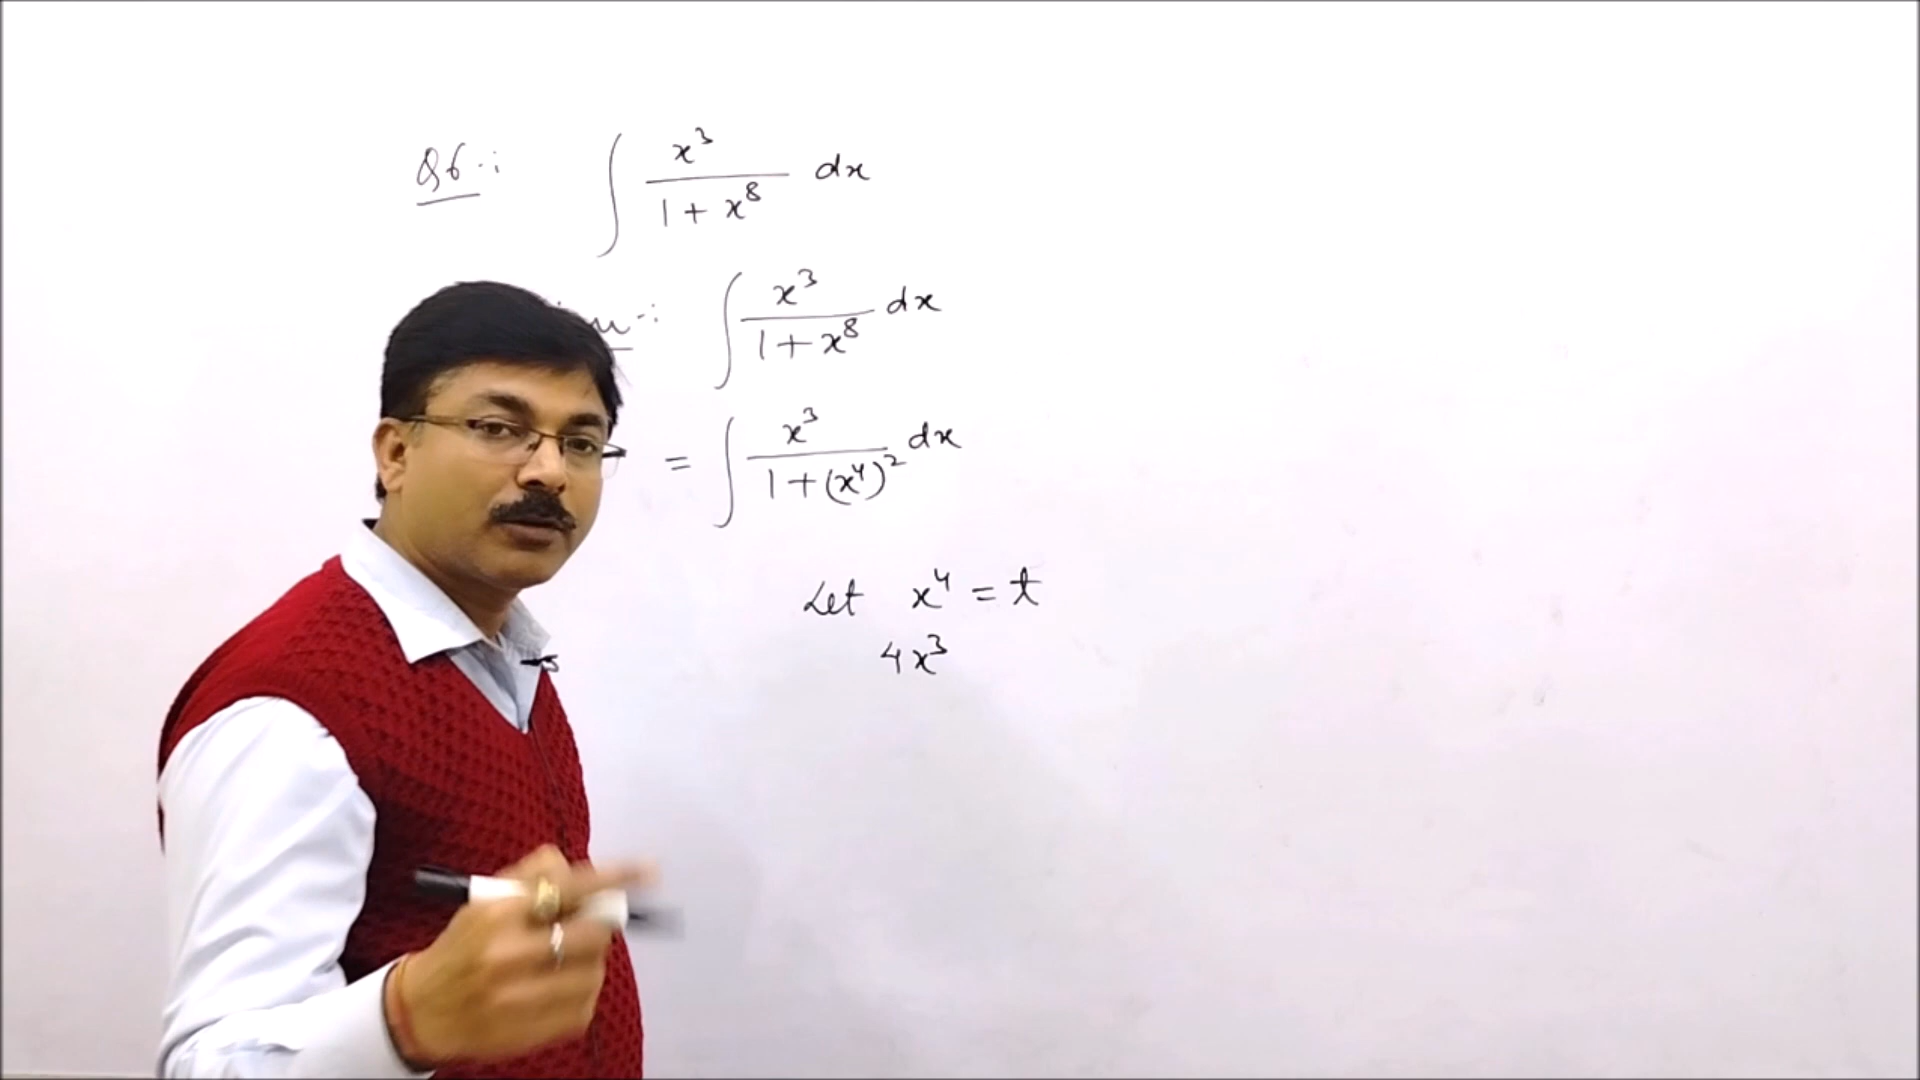 Q6.: ∫ x³/(1 + x⁸) dx
∫ x³/(1 + x⁸) dx
= ∫ x³/(1 + (x⁴)²) dx
Let x⁴ = t
4x³